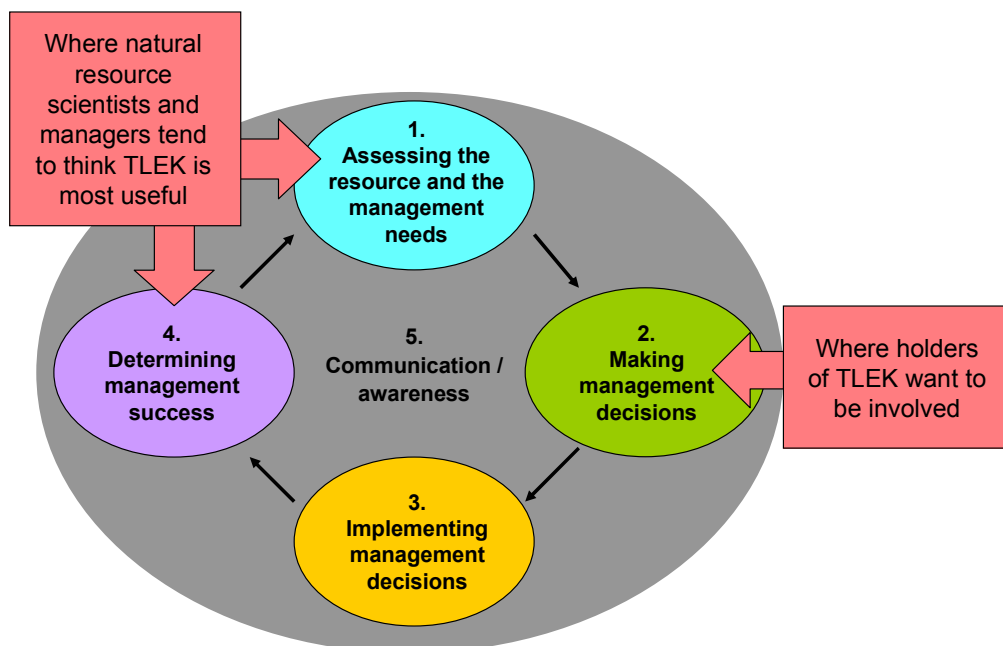 Where natural
resource
scientists and
managers tend
to think TLEK is
most useful
1.
Assessing the
resource and the
management
needs
2.
Making
management
decisions
Where holders
of TLEK want to
be involved
3.
Implementing
management
decisions
4.
Determining
management
success
5.
Communication /
awareness